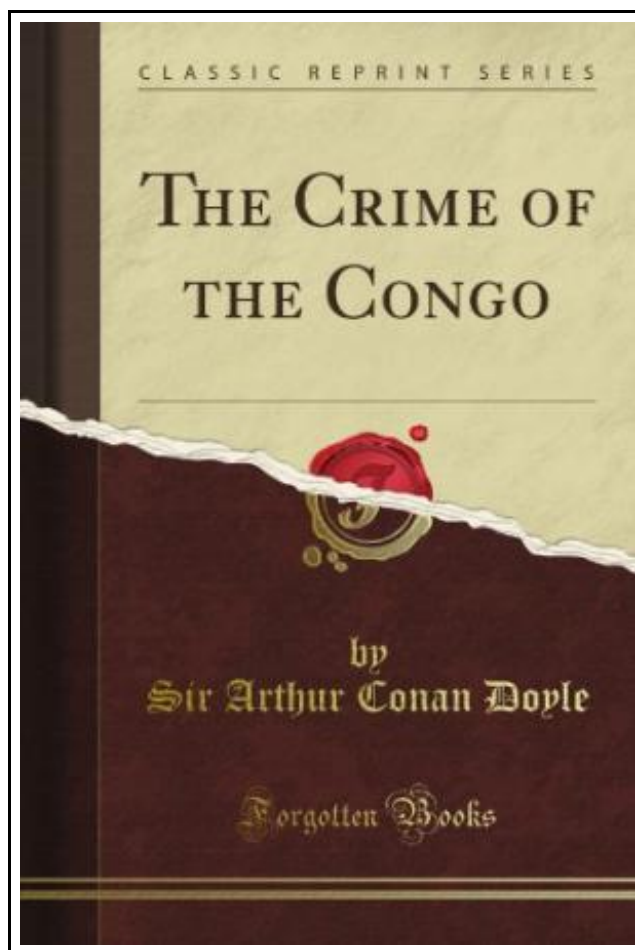 CLASSIC REPRINT SERIES
THE CRIME OF
THE CONGO
by
Sir Arthur Conan Doyle
Forgotten Books